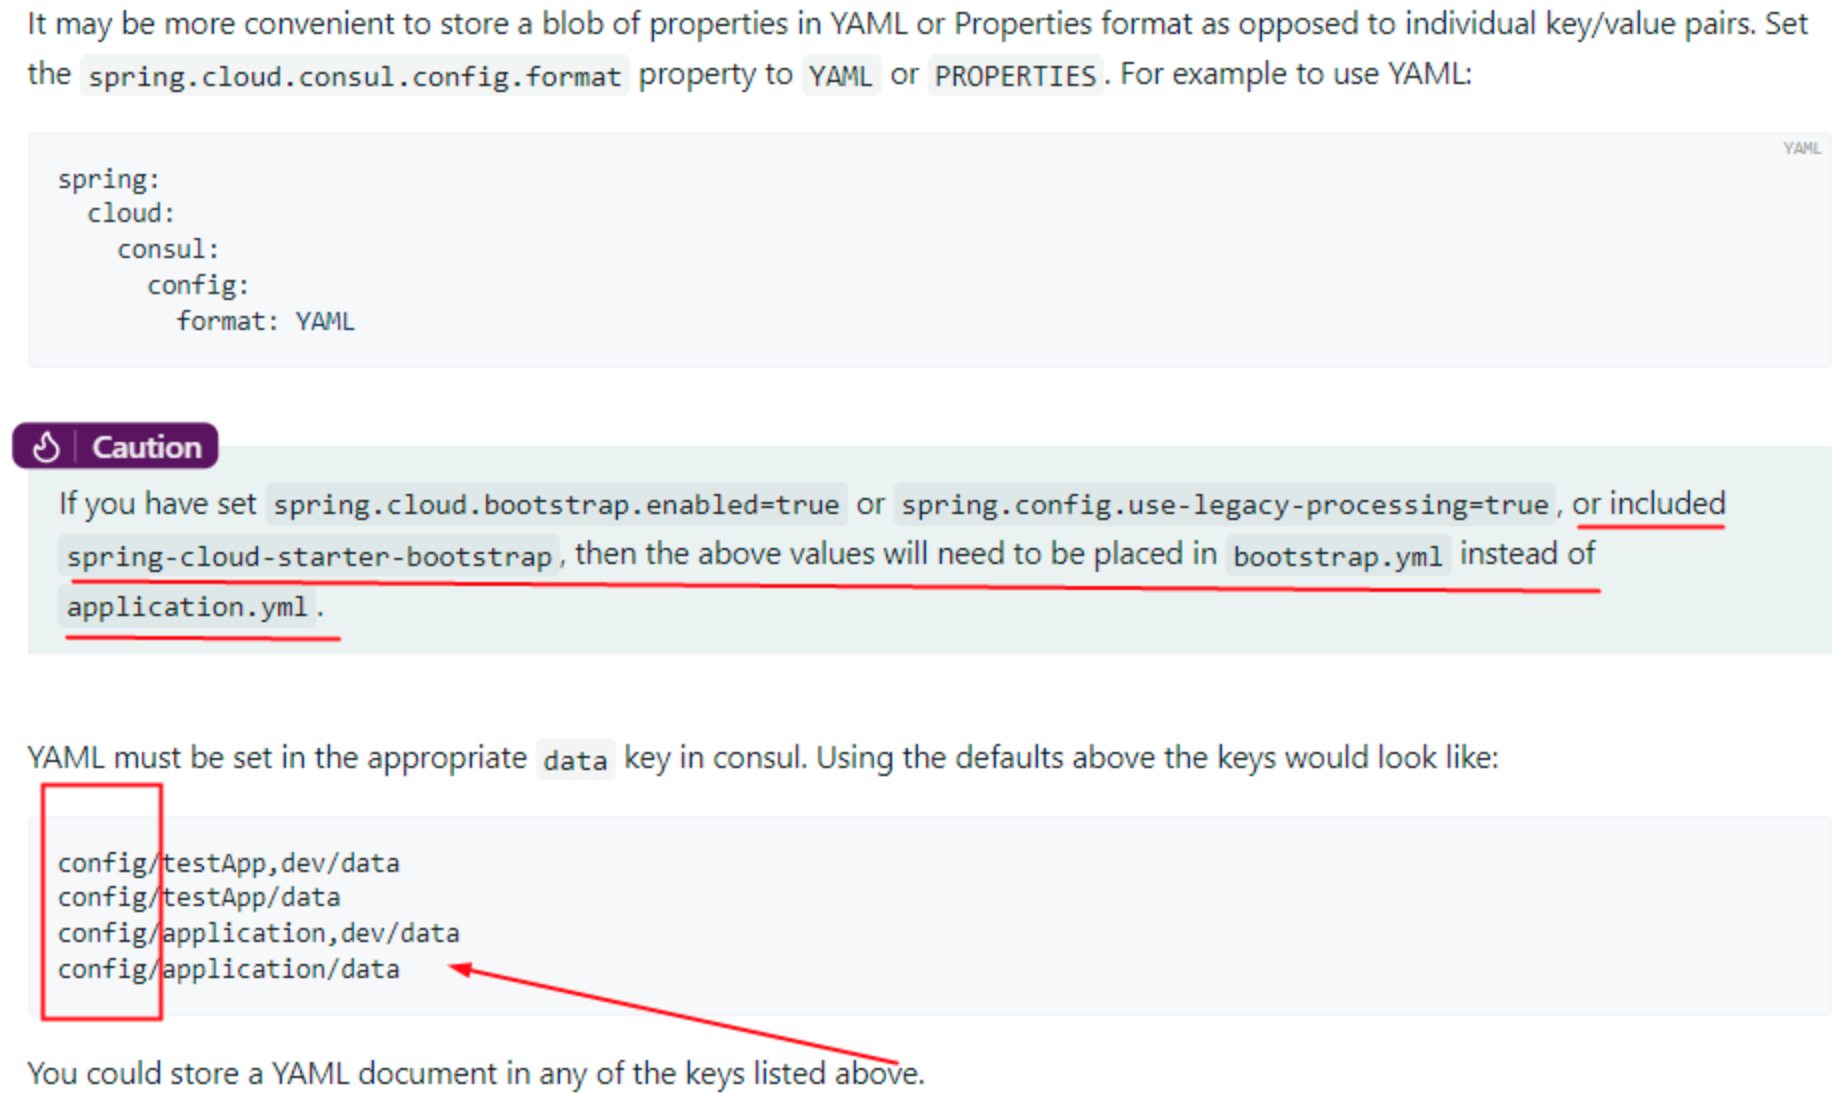 It may be more convenient to store a blob of properties in YAML or Properties format as opposed to individual key/value pairs. Set
the spring.cloud.consul.config.format property to YAML or PROPERTIES. For example to use YAML:
YAML
spring:
  cloud:
    consul:
      config:
        format: YAML
Caution
If you have set spring.cloud.bootstrap.enabled=true or spring.config.use-legacy-processing=true, or included
spring-cloud-starter-bootstrap, then the above values will need to be placed in bootstrap.yml instead of
application.yml.
YAML must be set in the appropriate data key in consul. Using the defaults above the keys would look like:
config/testApp,dev/data
config/testApp/data
config/application,dev/data
config/application/data
You could store a YAML document in any of the keys listed above.